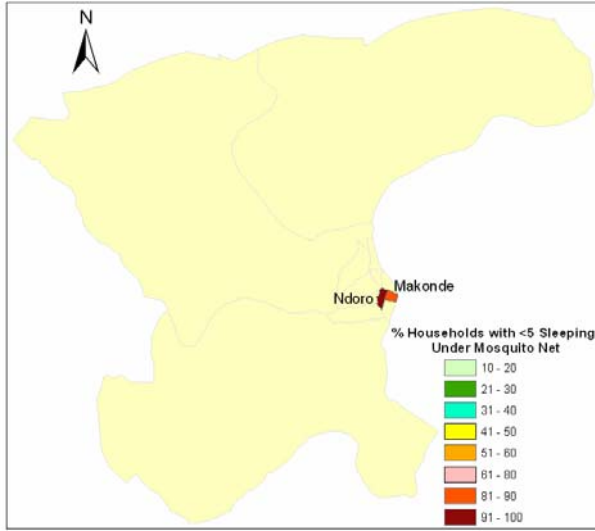 N
Makonde
Ndoro
% Households with <5 Sleeping
Under Mosquito Net
10 - 20
21 - 30
31 - 40
41 - 50
51 - 60
61 - 80
81 - 90
91 - 100